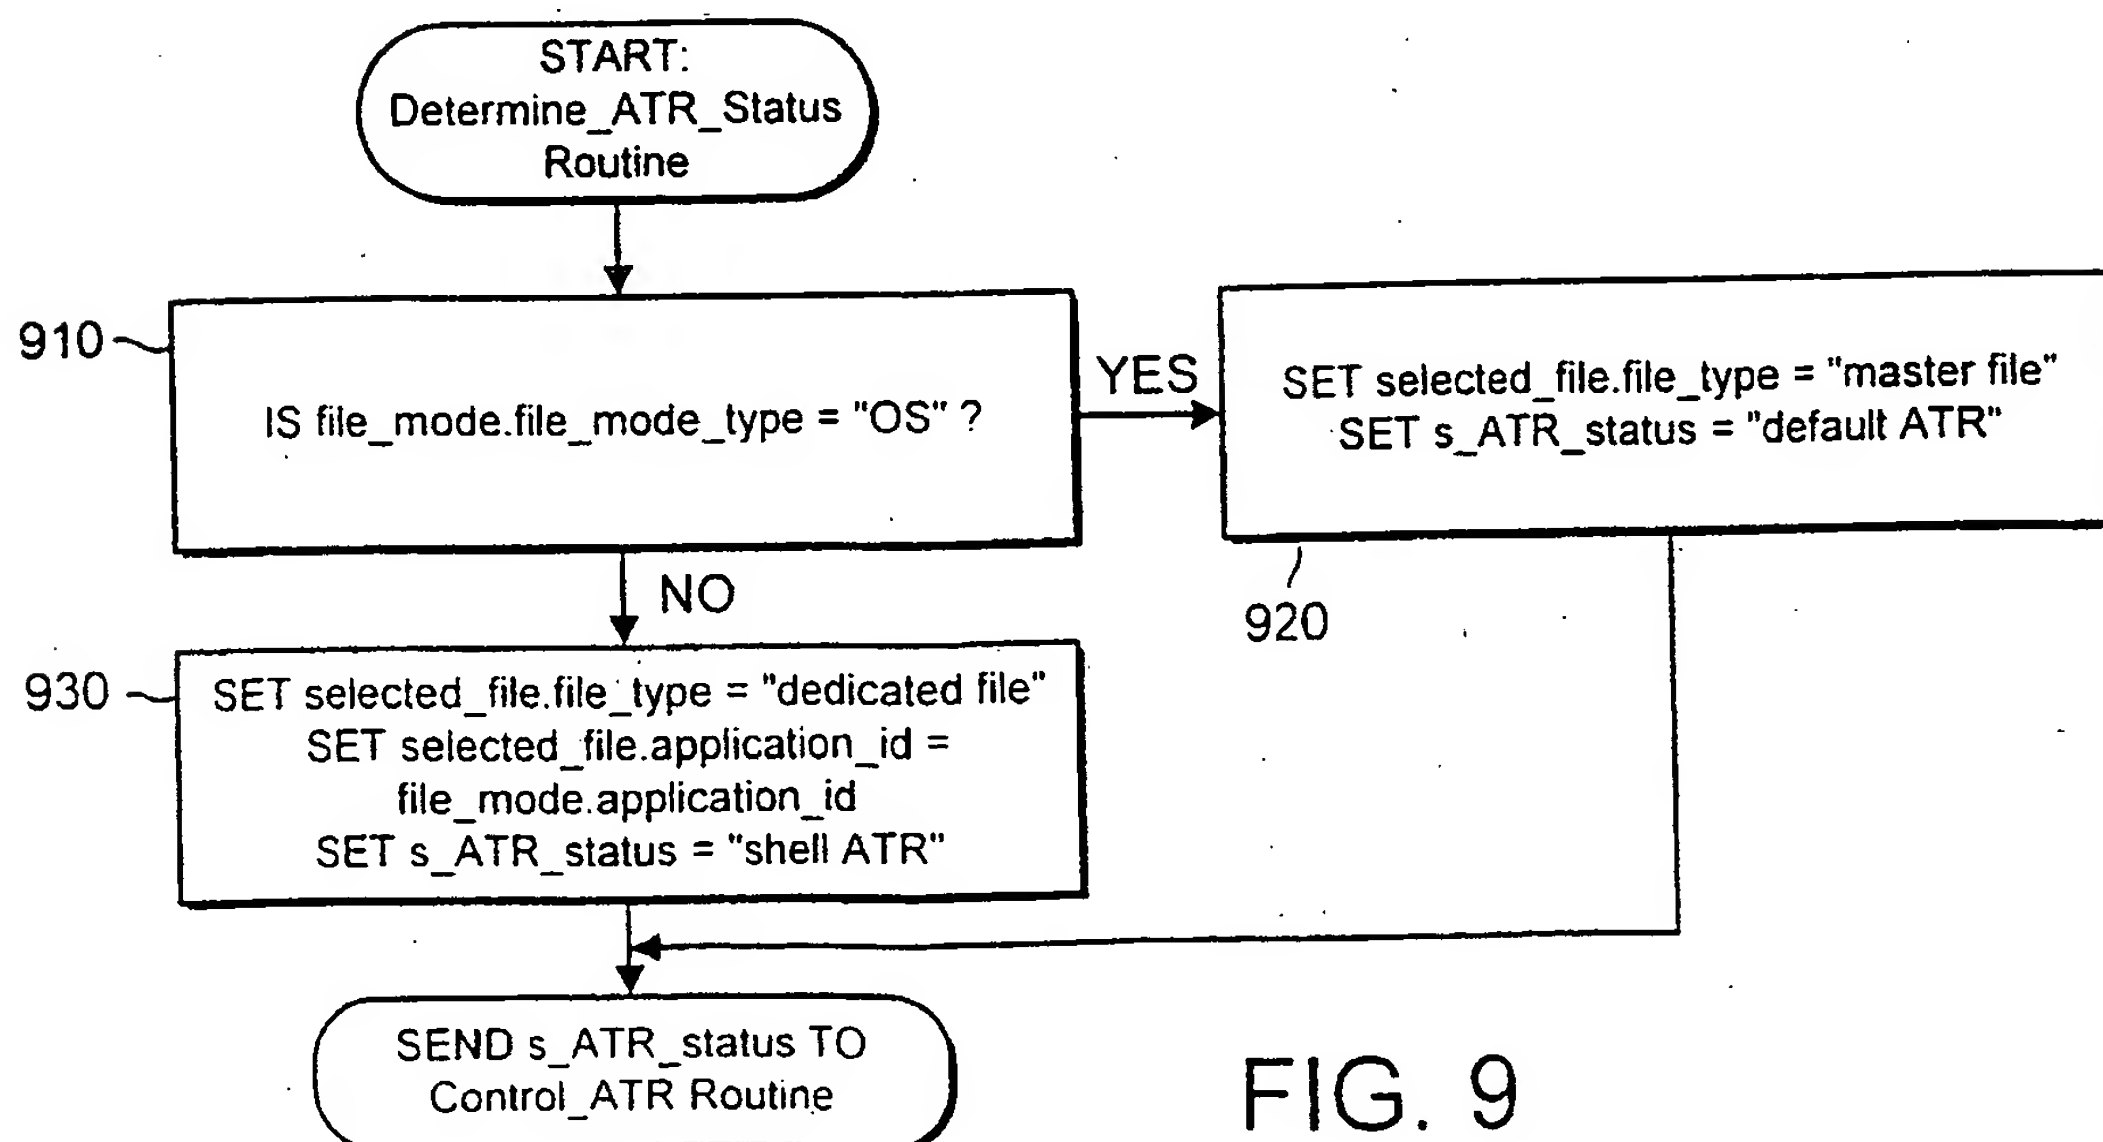 START:
Determine_ATR_Status
Routine
910
IS file_mode.file_mode_type = "OS" ?
YES
SET selected_file.file_type = "master file"
SET s_ATR_status = "default ATR"
920
NO
930
SET selected_file.file_type = "dedicated file"
SET selected_file.application_id =
file_mode.application_id
SET s_ATR_status = "shell ATR"
SEND s_ATR_status TO
Control_ATR Routine
FIG. 9